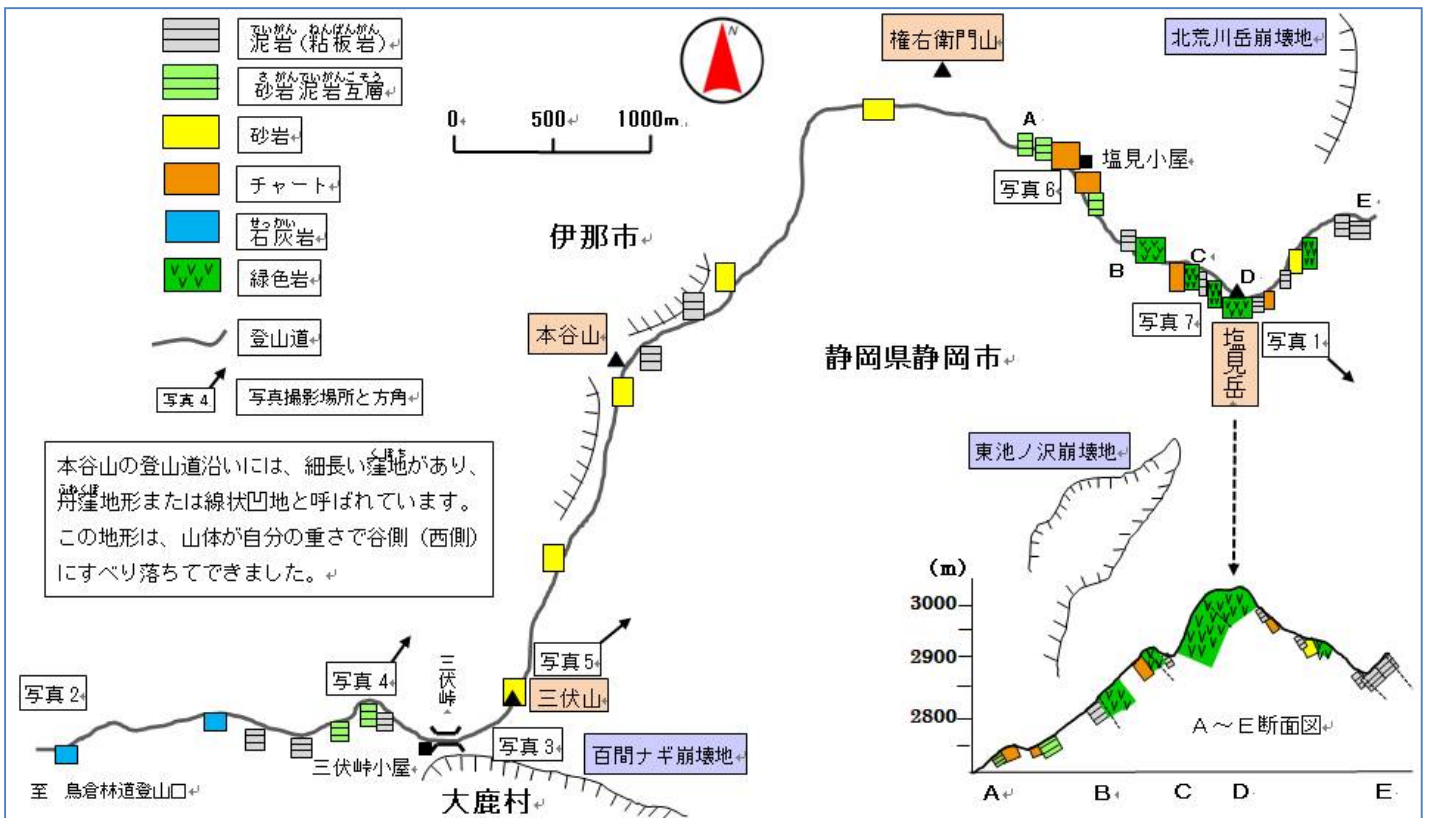 でいがん ねんばんがん
泥岩(粘板岩)
さがんでいがんごそう
砂岩泥岩互層
砂岩
チャート
せっかい
石灰岩
緑色岩
登山道
写真4
写真撮影場所と方角
N
0 500 1000m
権右衛門山
北荒川岳崩壊地
A
塩見小屋
写真6
E
伊那市
B
C
D
写真7
塩見岳
写真1
本谷山
静岡県静岡市
東池ノ沢崩壊地
くぼち
本谷山の登山道沿いには、細長い窪地があり、
ふなくぼ
舟窪地形または線状凹地と呼ばれています。
この地形は、山体が自分の重さで谷側(西側)
にすべり落ちてできました。
写真2
写真4
三伏峠
写真5
三伏山
写真3
百間ナギ崩壊地
三伏峠小屋
至 鳥倉林道登山口
大鹿村
(m)
3000
2900
2800
A~E断面図
A B C D E